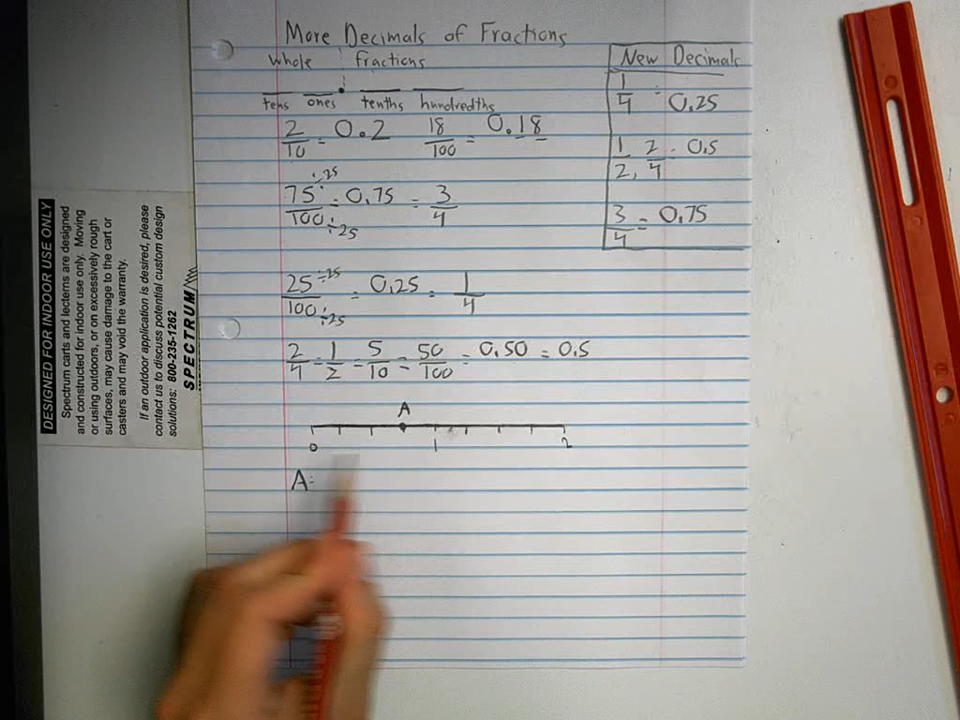 More Decimals of Fractions
Whole fractions
tens ones . tenths hundredths
2/10 = 0.2 18/100 = 0.18
75/100 ÷25 ÷25 = 0.75 = 3/4
25/100 ÷25 ÷25 = 0.25 = 1/4
2/4 = 1/2 = 5/10 = 50/100 = 0.50 = 0.5
A
0 1 2
A:
New Decimals
1/4 = 0.25
1/2, 2/4 = 0.5
3/4 = 0.75
DESIGNED FOR INDOOR USE ONLY
Spectrum carts and lecterns are designed
and constructed for indoor use only. Moving
or using outdoors, or on excessively rough
surfaces, may cause damage to the cart or
casters and may void the warranty.
If an outdoor application is desired, please
contact us to discuss potential custom design
solutions: 800-235-1262
SPECTRUM